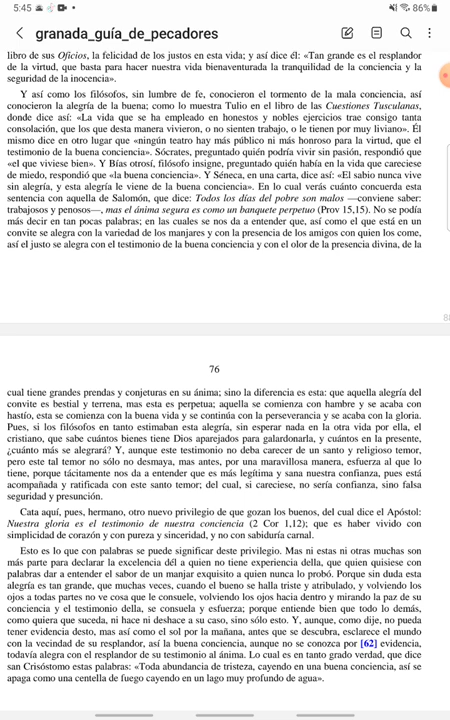 5:45
86%
granada_guía_de_pecadores
libro de sus Oficios, la felicidad de los justos en esta vida; y así dice él: «Tan grande es el resplandor
de la virtud, que basta para hacer nuestra vida bienaventurada la tranquilidad de la conciencia y la
seguridad de la inocencia».
Y así como los filósofos, sin lumbre de fe, conocieron el tormento de la mala conciencia, así
conocieron la alegría de la buena; como lo muestra Tulio en el libro de las Cuestiones Tusculanas,
donde dice así: «La vida que se ha empleado en honestos y nobles ejercicios trae consigo tanta
consolación, que los que desta manera vivieron, o no sienten trabajo, o le tienen por muy liviano». Él
mismo dice en otro lugar que «ningún teatro hay más público ni más honroso para la virtud, que el
testimonio de la buena conciencia». Sócrates, preguntado quién podría vivir sin pasión, respondió que
«el que viviese bien». Y Bías otrosí, filósofo insigne, preguntado quién había en la vida que careciese
de miedo, respondió que «la buena conciencia». Y Séneca, en una carta, dice así: «El sabio nunca vive
sin alegría, y esta alegría le viene de la buena conciencia». En lo cual verás cuánto concuerda esta
sentencia con aquella de Salomón, que dice: Todos los días del pobre son malos —conviene saber:
trabajosos y penosos—, mas el ánima segura es como un banquete perpetuo (Prov 15,15). No se podía
más decir en tan pocas palabras; en las cuales se nos da a entender que, así como el que está en un
convite se alegra con la variedad de los manjares y con la presencia de los amigos con quien los come,
así el justo se alegra con el testimonio de la buena conciencia y con el olor de la presencia divina, de la
76
cual tiene grandes prendas y conjeturas en su ánima; sino la diferencia es esta: que aquella alegría del
convite es bestial y terrena, mas esta es perpetua; aquella se comienza con hambre y se acaba con
hastío, esta se comienza con la buena vida y se continúa con la perseverancia y se acaba con la gloria.
Pues, si los filósofos en tanto estimaban esta alegría, sin esperar nada en la otra vida por ella, el
cristiano, que sabe cuántos bienes tiene Dios aparejados para galardonarla, y cuántos en la presente,
¿cuánto más se alegrará? Y, aunque este testimonio no deba carecer de un santo y religioso temor,
pero este tal temor no sólo no desmaya, mas antes, por una maravillosa manera, esfuerza al que lo
tiene, porque tácitamente nos da a entender que es más legítima y sana nuestra confianza, pues está
acompañada y ratificada con este santo temor; del cual, si careciese, no sería confianza, sino falsa
seguridad y presunción.
Cata aquí, pues, hermano, otro nuevo privilegio de que gozan los buenos, del cual dice el Apóstol:
Nuestra gloria es el testimonio de nuestra conciencia (2 Cor 1,12); que es haber vivido con
simplicidad de corazón y con pureza y sinceridad, y no con sabiduría carnal.
Esto es lo que con palabras se puede significar deste privilegio. Mas ni estas ni otras muchas son
más parte para declarar la excelencia dél a quien no tiene experiencia della, que quien quisiese con
palabras dar a entender el sabor de un manjar exquisito a quien nunca lo probó. Porque sin duda esta
alegría es tan grande, que muchas veces, cuando el bueno se halla triste y atribulado, y volviendo los
ojos a todas partes no ve cosa que le consuele, volviendo los ojos hacia dentro y mirando la paz de su
conciencia y el testimonio della, se consuela y esfuerza; porque entiende bien que todo lo demás,
como quiera que suceda, ni hace ni deshace a su caso, sino sólo esto. Y, aunque, como dije, no pueda
tener evidencia desto, mas así como el sol por la mañana, antes que se descubra, esclarece el mundo
con la vecindad de su resplandor, así la buena conciencia, aunque no se conozca por [62] evidencia,
todavía alegra con el resplandor de su testimonio al ánima. Lo cual es en tanto grado verdad, que dice
san Crisóstomo estas palabras: «Toda abundancia de tristeza, cayendo en una buena conciencia, así se
apaga como una centella de fuego cayendo en un lago muy profundo de agua».